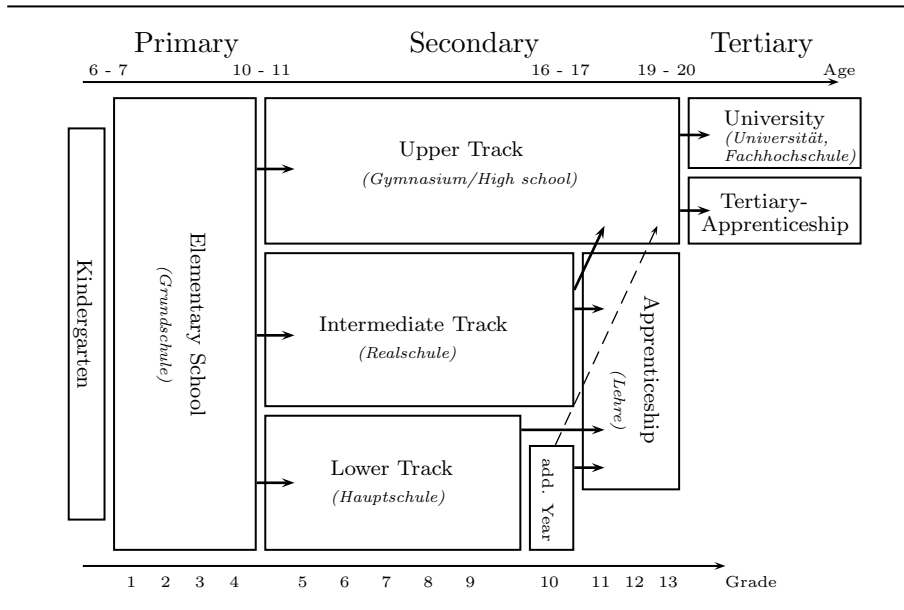 Primary
Secondary
Tertiary
6 - 7
10 - 11
16 - 17
19 - 20
Age
Kindergarten
Elementary School
(Grundschule)
Upper Track
(Gymnasium/High school)
Intermediate Track
(Realschule)
Lower Track
(Hauptschule)
add. Year
Apprenticeship
(Lehre)
University
(Universität,
Fachhochschule)
Tertiary-
Apprenticeship
1 2 3 4 5 6 7 8 9 10 11 12 13 Grade